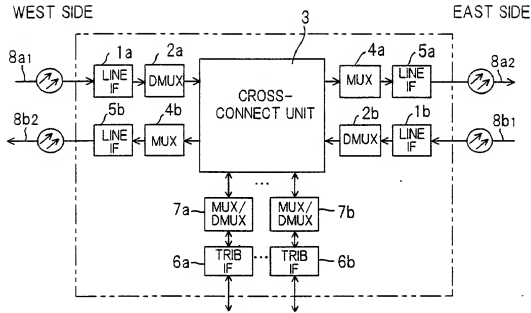 WEST SIDE EAST SIDE
3
8a1 1a 2a 4a 5a 8a2
LINE IF DMUX MUX LINE IF
CROSS-
CONNECT UNIT
8b2 5b 4b 2b 1b 8b1
LINE IF MUX DMUX LINE IF
...
7a MUX/DMUX MUX/DMUX 7b
6a TRIB IF ... TRIB IF 6b